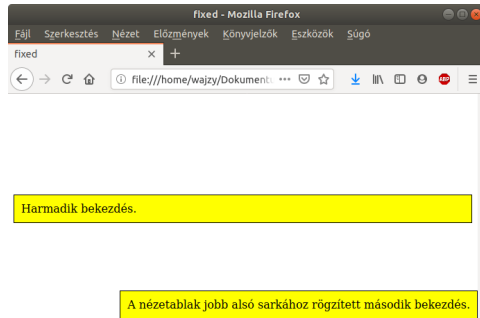 fixed - Mozilla Firefox
Fájl Szerkesztés Nézet Előzmények Könyvjelzők Eszközök Súgó
fixed
file:///home/wajzy/Dokument
ABP
Harmadik bekezdés.
A nézetablak jobb alsó sarkához rögzített második bekezdés.